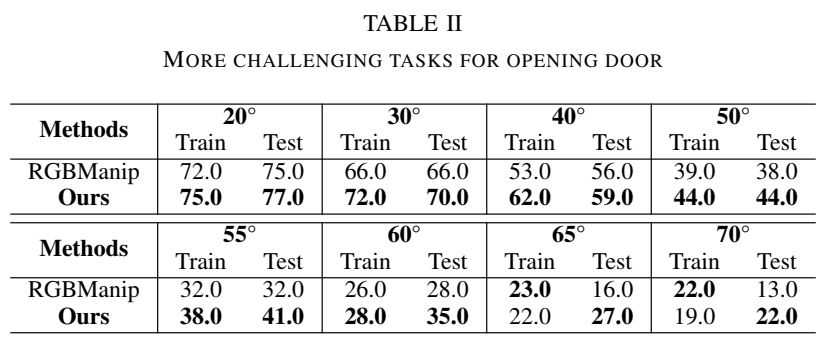 TABLE II
MORE CHALLENGING TASKS FOR OPENING DOOR
Methods 20° 30° 40° 50°
Train Test Train Test Train Test Train Test
RGBManip 72.0 75.0 66.0 66.0 53.0 56.0 39.0 38.0
Ours 75.0 77.0 72.0 70.0 62.0 59.0 44.0 44.0
Methods 55° 60° 65° 70°
Train Test Train Test Train Test Train Test
RGBManip 32.0 32.0 26.0 28.0 23.0 16.0 22.0 13.0
Ours 38.0 41.0 28.0 35.0 22.0 27.0 19.0 22.0